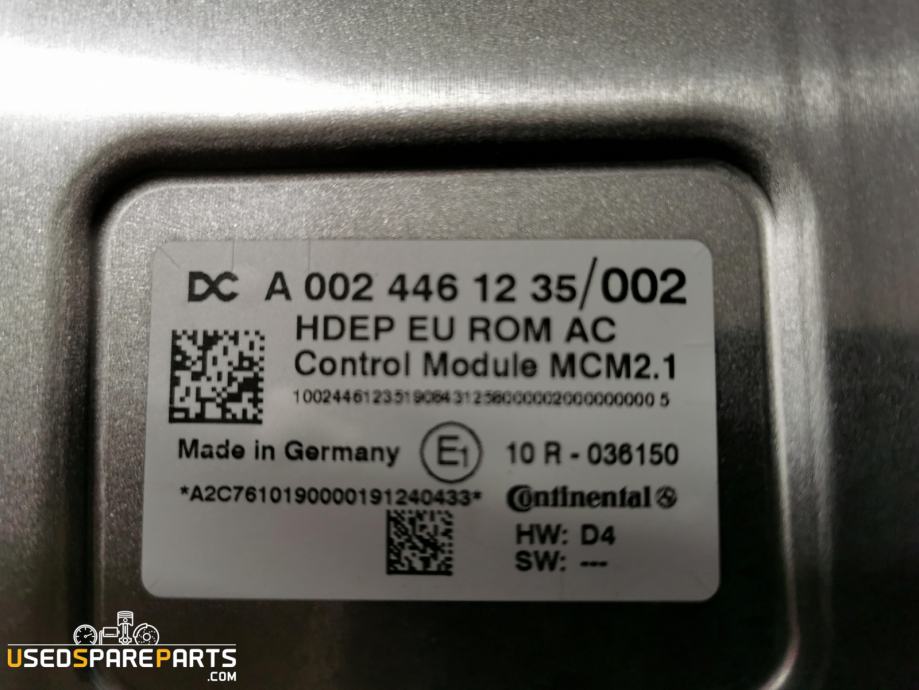 DC A 002 446 12 35/002
HDEP EU ROM AC
Control Module MCM2.1
10024461235190843125800000200000000005
Made in Germany E1 10 R - 036150
*A2C7610190000191240433*
Continental
HW: D4
SW: ---
USEDSPAREPARTS
.COM